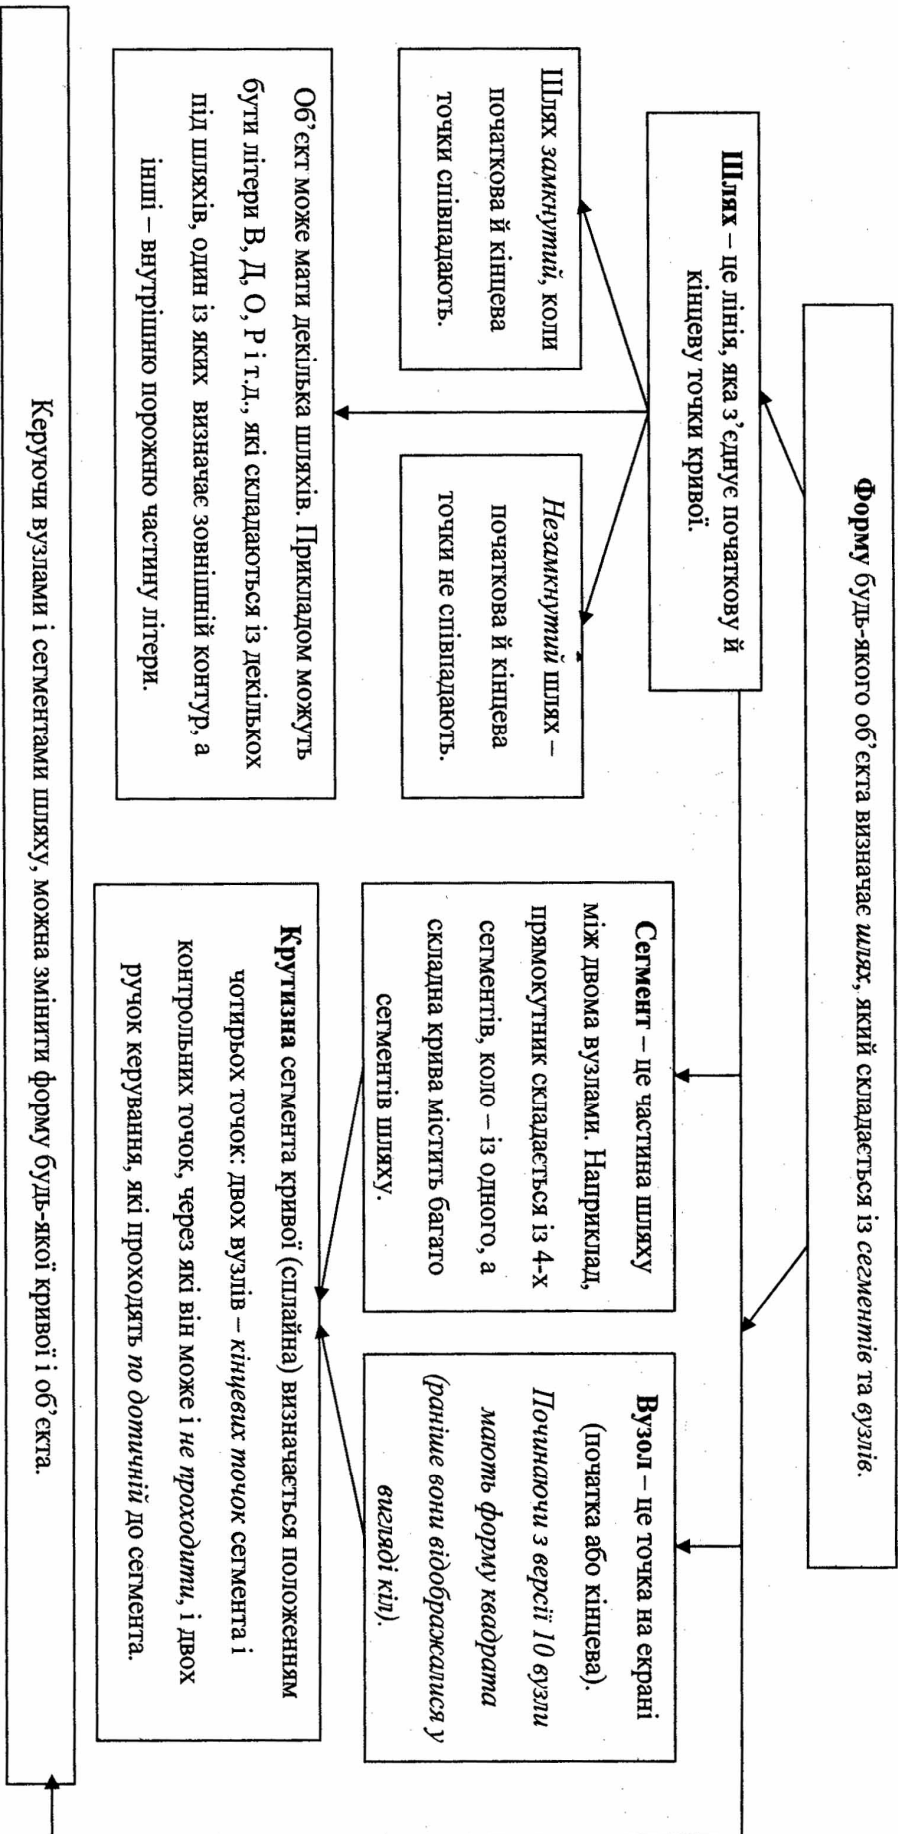 Форму будь-якого об’єкта визначає шлях, який складається із сегментів та вузлів.
Шлях – це лінія, яка з’єднує початкову й
кінцеву точки кривої.
Шлях замкнутий, коли
початкова й кінцева
точки співпадають.
Незамкнутий шлях –
початкова й кінцева
точки не співпадають.
Об’єкт може мати декілька шляхів. Прикладом можуть
бути літери В, Д, О, Р і т.д., які складаються із декількох
під шляхів, один із яких визначає зовнішній контур, а
інші – внутрішню порожню частину літери.
Сегмент – це частина шляху
між двома вузлами. Наприклад,
прямокутник складається із 4-х
сегментів, коло – із одного, а
складна крива містить багато
сегментів шляху.
Вузол – це точка на екрані
(початка або кінцева).
Починаючи з версії 10 вузли
мають форму квадрата
(раніше вони відображалися у
вигляді кіл).
Крутизна сегмента кривої (сплайна) визначається положенням
чотирьох точок: двох вузлів – кінцевих точок сегмента і
контрольних точок, через які він може і не проходити, і двох
ручок керування, які проходять по дотичній до сегмента.
Керуючи вузлами і сегментами шляху, можна змінити форму будь-якої кривої і об’єкта.